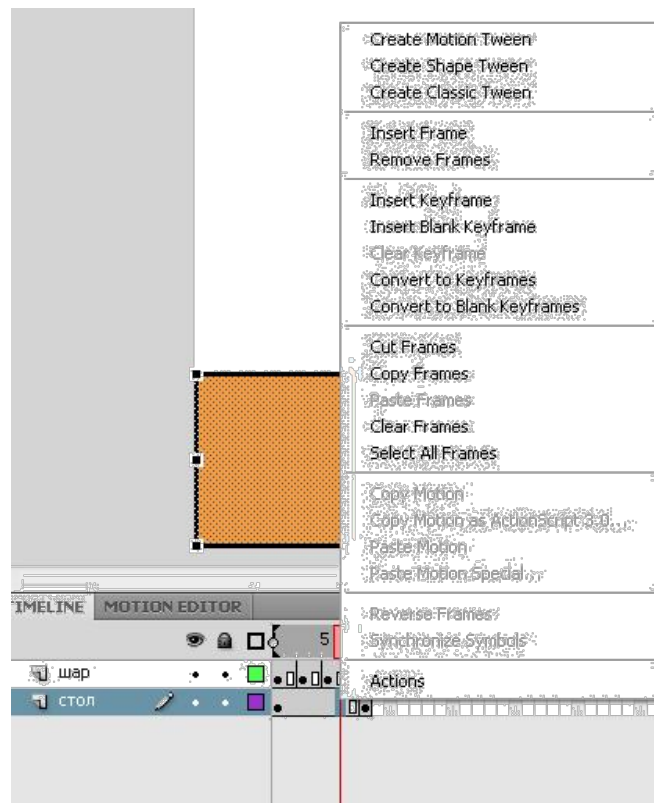 Create Motion Tween
Create Shape Tween
Create Classic Tween
Insert Frame
Remove Frames
Insert Keyframe
Insert Blank Keyframe
Clear Keyframe
Convert to Keyframes
Convert to Blank Keyframes
Cut Frames
Copy Frames
Paste Frames
Clear Frames
Select All Frames
Copy Motion
Copy Motion as ActionScript 3.0...
Paste Motion
Paste Motion Special...
Reverse Frames
Synchronize Symbols
Actions
TIMELINE MOTION EDITOR
5
шар
стол